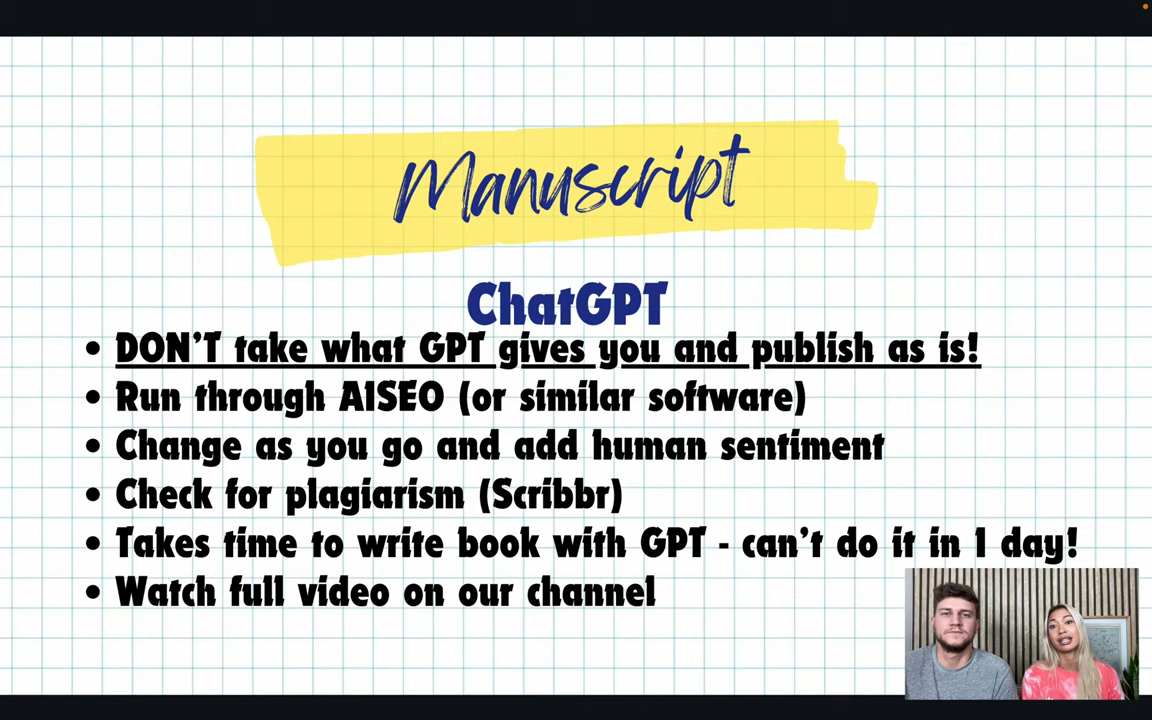 Manuscript
ChatGPT
• DON'T take what GPT gives you and publish as is!
• Run through AISEO (or similar software)
• Change as you go and add human sentiment
• Check for plagiarism (Scribbr)
• Takes time to write book with GPT - can't do it in 1 day!
• Watch full video on our channel